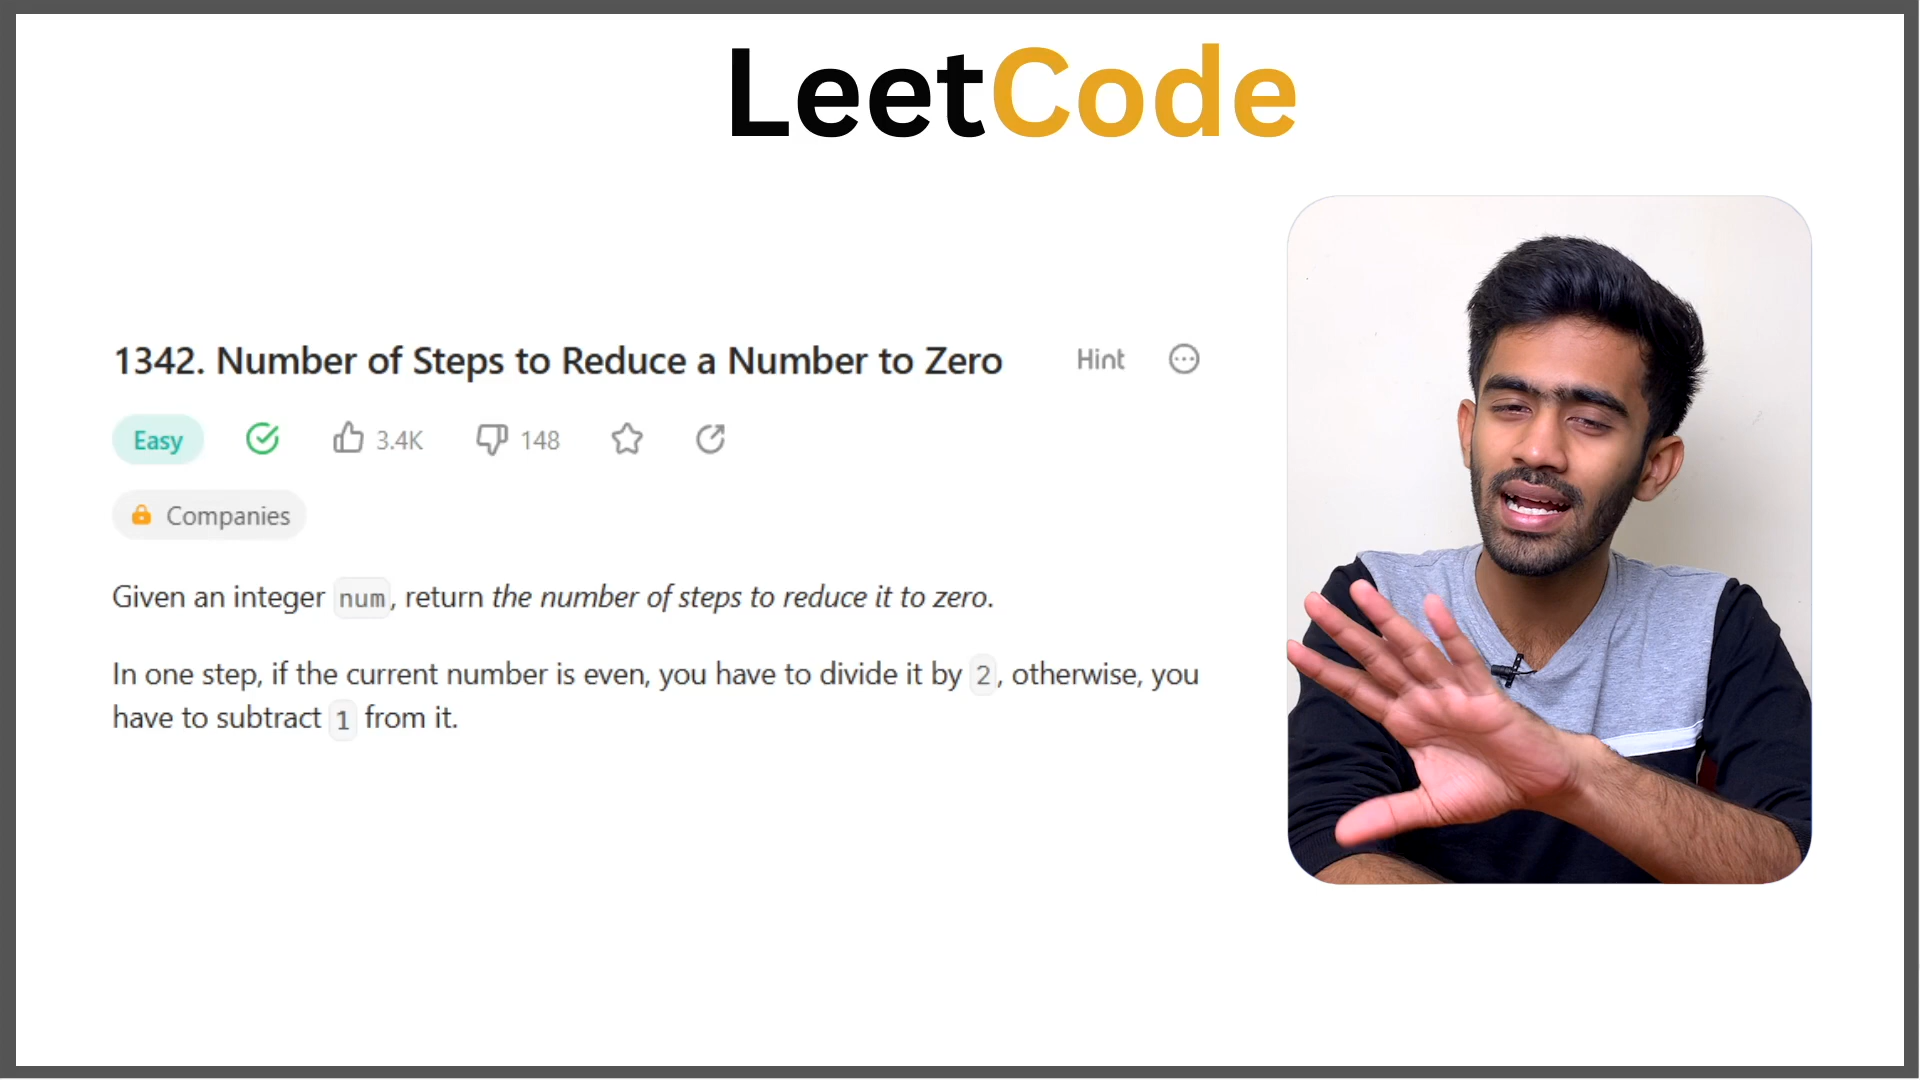 LeetCode
1342. Number of Steps to Reduce a Number to Zero Hint
Easy 3.4K 148
Companies
Given an integer num, return the number of steps to reduce it to zero.
In one step, if the current number is even, you have to divide it by 2, otherwise, you
have to subtract 1 from it.